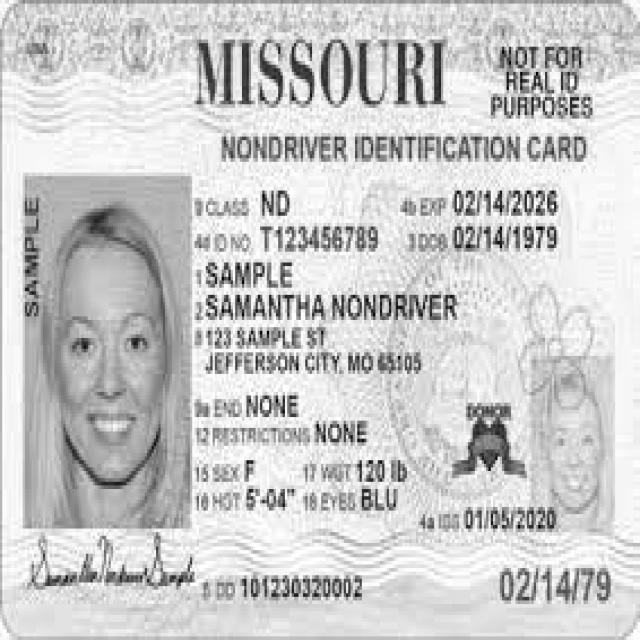 MISSOURI
NOT FOR
REAL ID
PURPOSES
NONDRIVER IDENTIFICATION CARD
SAMPLE
9 CLASS ND
4b EXP 02/14/2026
4d ID NO. T123456789
3 DOB 02/14/1979
1 SAMPLE
2 SAMANTHA NONDRIVER
8 123 SAMPLE ST
JEFFERSON CITY, MO 65105
9a END NONE
12 RESTRICTIONS NONE
DONOR
15 SEX F
17 WGT 120 lb
16 HGT 5'-04"
18 EYES BLU
4a ISS 01/05/2020
Samantha Nondriver Sample
5 DD 101230320002
02/14/79